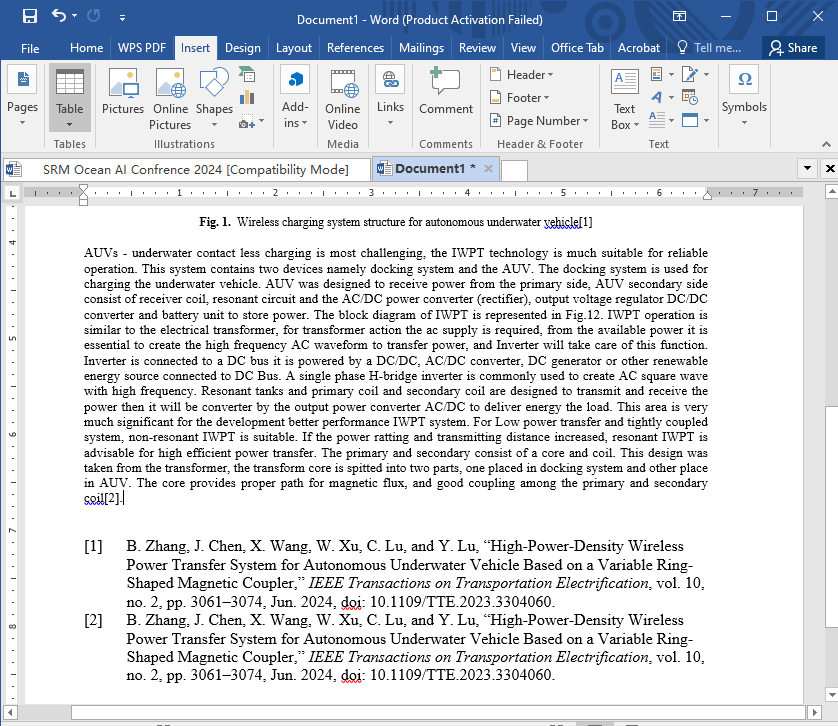 Document1 - Word (Product Activation Failed)
File Home WPS PDF Insert Design Layout References Mailings Review View Office Tab Acrobat Tell me... Share
Pages Table Pictures Online Pictures Shapes Add-ins Online Video Links Comment Header Footer Page Number Text Box Symbols
Tables Illustrations Media Comments Header & Footer Text
SRM Ocean AI Confrence 2024 [Compatibility Mode] Document1 *
1 2 3 4 5 6 7
Fig. 1. Wireless charging system structure for autonomous underwater vehicle[1]
AUVs - underwater contact less charging is most challenging, the IWPT technology is much suitable for reliable
operation. This system contains two devices namely docking system and the AUV. The docking system is used for
charging the underwater vehicle. AUV was designed to receive power from the primary side, AUV secondary side
consist of receiver coil, resonant circuit and the AC/DC power converter (rectifier), output voltage regulator DC/DC
converter and battery unit to store power. The block diagram of IWPT is represented in Fig.12. IWPT operation is
similar to the electrical transformer, for transformer action the ac supply is required, from the available power it is
essential to create the high frequency AC waveform to transfer power, and Inverter will take care of this function.
Inverter is connected to a DC bus it is powered by a DC/DC, AC/DC converter, DC generator or other renewable
energy source connected to DC Bus. A single phase H-bridge inverter is commonly used to create AC square wave
with high frequency. Resonant tanks and primary coil and secondary coil are designed to transmit and receive the
power then it will be converter by the output power converter AC/DC to deliver energy the load. This area is very
much significant for the development better performance IWPT system. For Low power transfer and tightly coupled
system, non-resonant IWPT is suitable. If the power ratting and transmitting distance increased, resonant IWPT is
advisable for high efficient power transfer. The primary and secondary consist of a core and coil. This design was
taken from the transformer, the transform core is spitted into two parts, one placed in docking system and other place
in AUV. The core provides proper path for magnetic flux, and good coupling among the primary and secondary
coil[2].
[1] B. Zhang, J. Chen, X. Wang, W. Xu, C. Lu, and Y. Lu, “High-Power-Density Wireless
Power Transfer System for Autonomous Underwater Vehicle Based on a Variable Ring-
Shaped Magnetic Coupler,” IEEE Transactions on Transportation Electrification, vol. 10,
no. 2, pp. 3061–3074, Jun. 2024, doi: 10.1109/TTE.2023.3304060.
[2] B. Zhang, J. Chen, X. Wang, W. Xu, C. Lu, and Y. Lu, “High-Power-Density Wireless
Power Transfer System for Autonomous Underwater Vehicle Based on a Variable Ring-
Shaped Magnetic Coupler,” IEEE Transactions on Transportation Electrification, vol. 10,
no. 2, pp. 3061–3074, Jun. 2024, doi: 10.1109/TTE.2023.3304060.